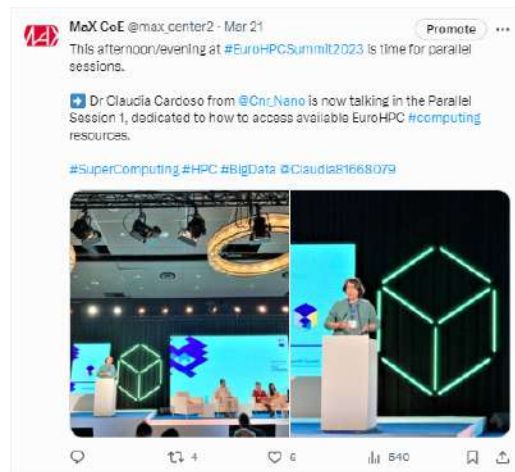 MaX CoE @max_center2 · Mar 21
Promote
This afternoon/evening at #EuroHPCSummit2023 is time for parallel
sessions.
Dr Claudia Cardoso from @Cnr_Nano is now talking in the Parallel
Session 1, dedicated to how to access available EuroHPC #computing
resources.
#SuperComputing #HPC #BigData @Claudia81668079
4
6
540